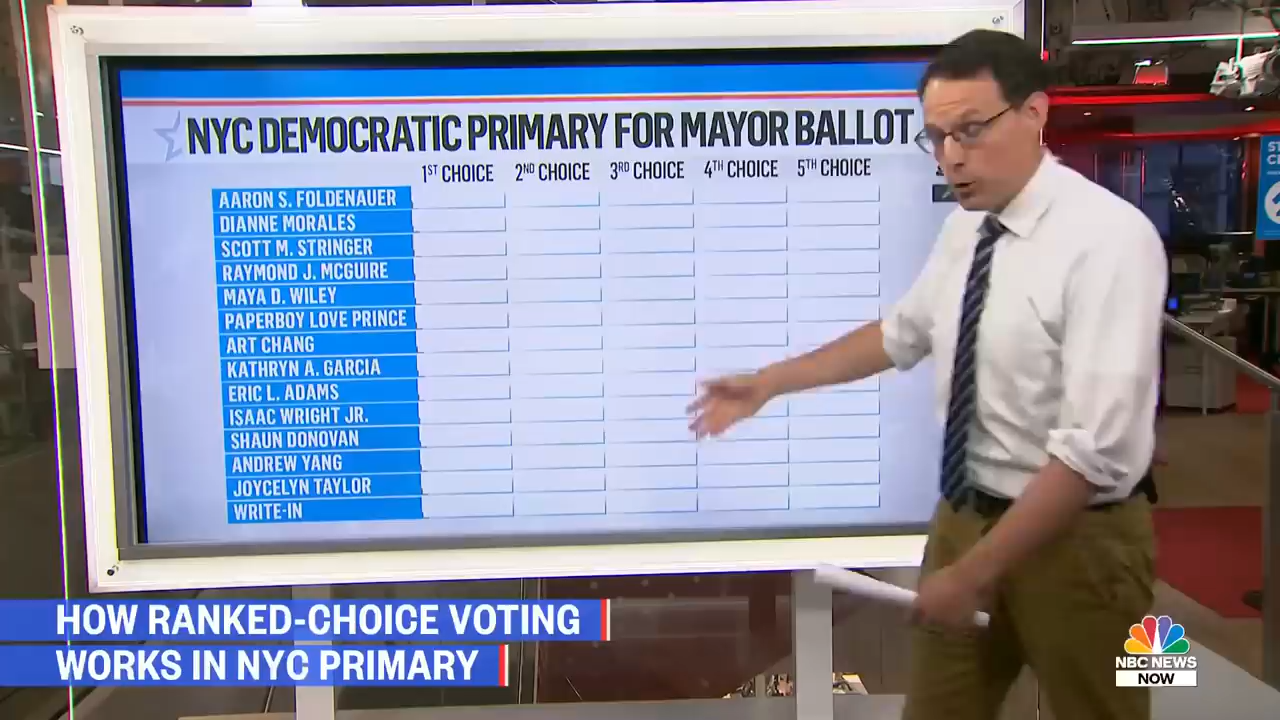 NYC DEMOCRATIC PRIMARY FOR MAYOR BALLOT
1ST CHOICE 2ND CHOICE 3RD CHOICE 4TH CHOICE 5TH CHOICE
AARON S. FOLDENAUER
DIANNE MORALES
SCOTT M. STRINGER
RAYMOND J. MCGUIRE
MAYA D. WILEY
PAPERBOY LOVE PRINCE
ART CHANG
KATHRYN A. GARCIA
ERIC L. ADAMS
ISAAC WRIGHT JR.
SHAUN DONOVAN
ANDREW YANG
JOYCELYN TAYLOR
WRITE-IN
HOW RANKED-CHOICE VOTING
WORKS IN NYC PRIMARY
NBC NEWS
NOW